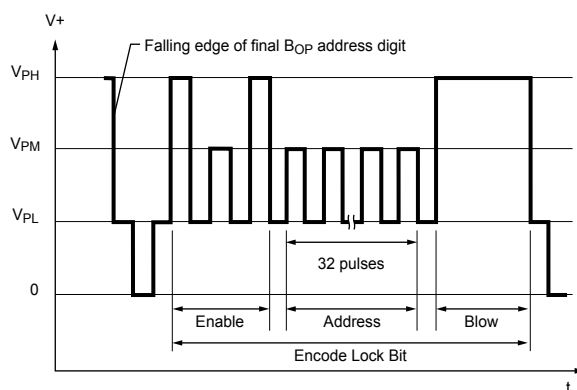 V+
Falling edge of final BOP address digit
VPH
VPM
VPL
32 pulses
0
Enable
Address
Blow
Encode Lock Bit
t